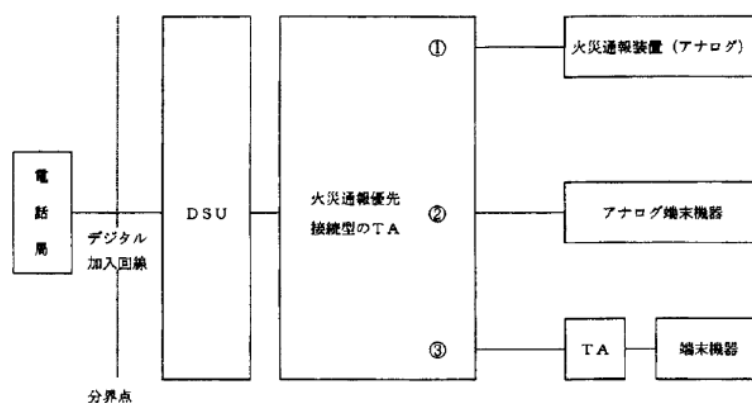 ①
火災通報装置（アナログ）
電話局
デジタル
加入回線
DSU
火災通報優先
接続型のTA
②
アナログ端末機器
③
TA
端末機器
分界点